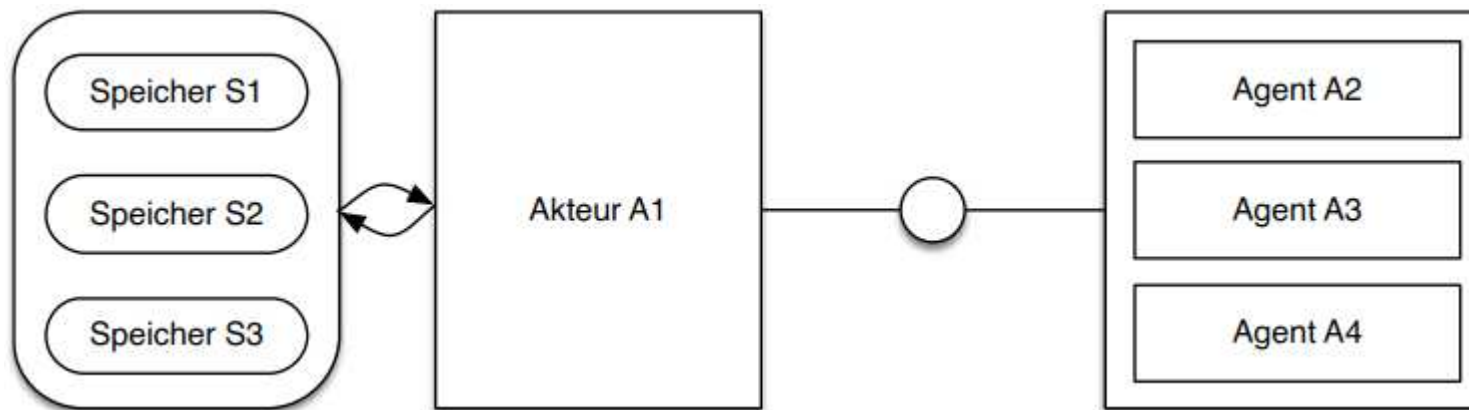 Speicher S1
Speicher S2
Speicher S3
Akteur A1
Agent A2
Agent A3
Agent A4